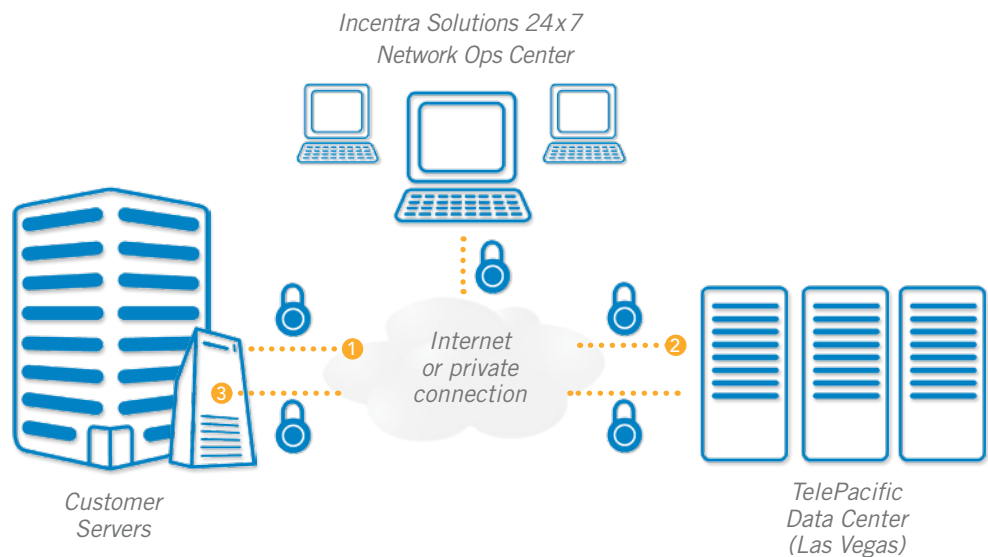 Incentra Solutions 24x7
Network Ops Center
1
2
Internet
or private
connection
3
Customer
Servers
TelePacific
Data Center
(Las Vegas)